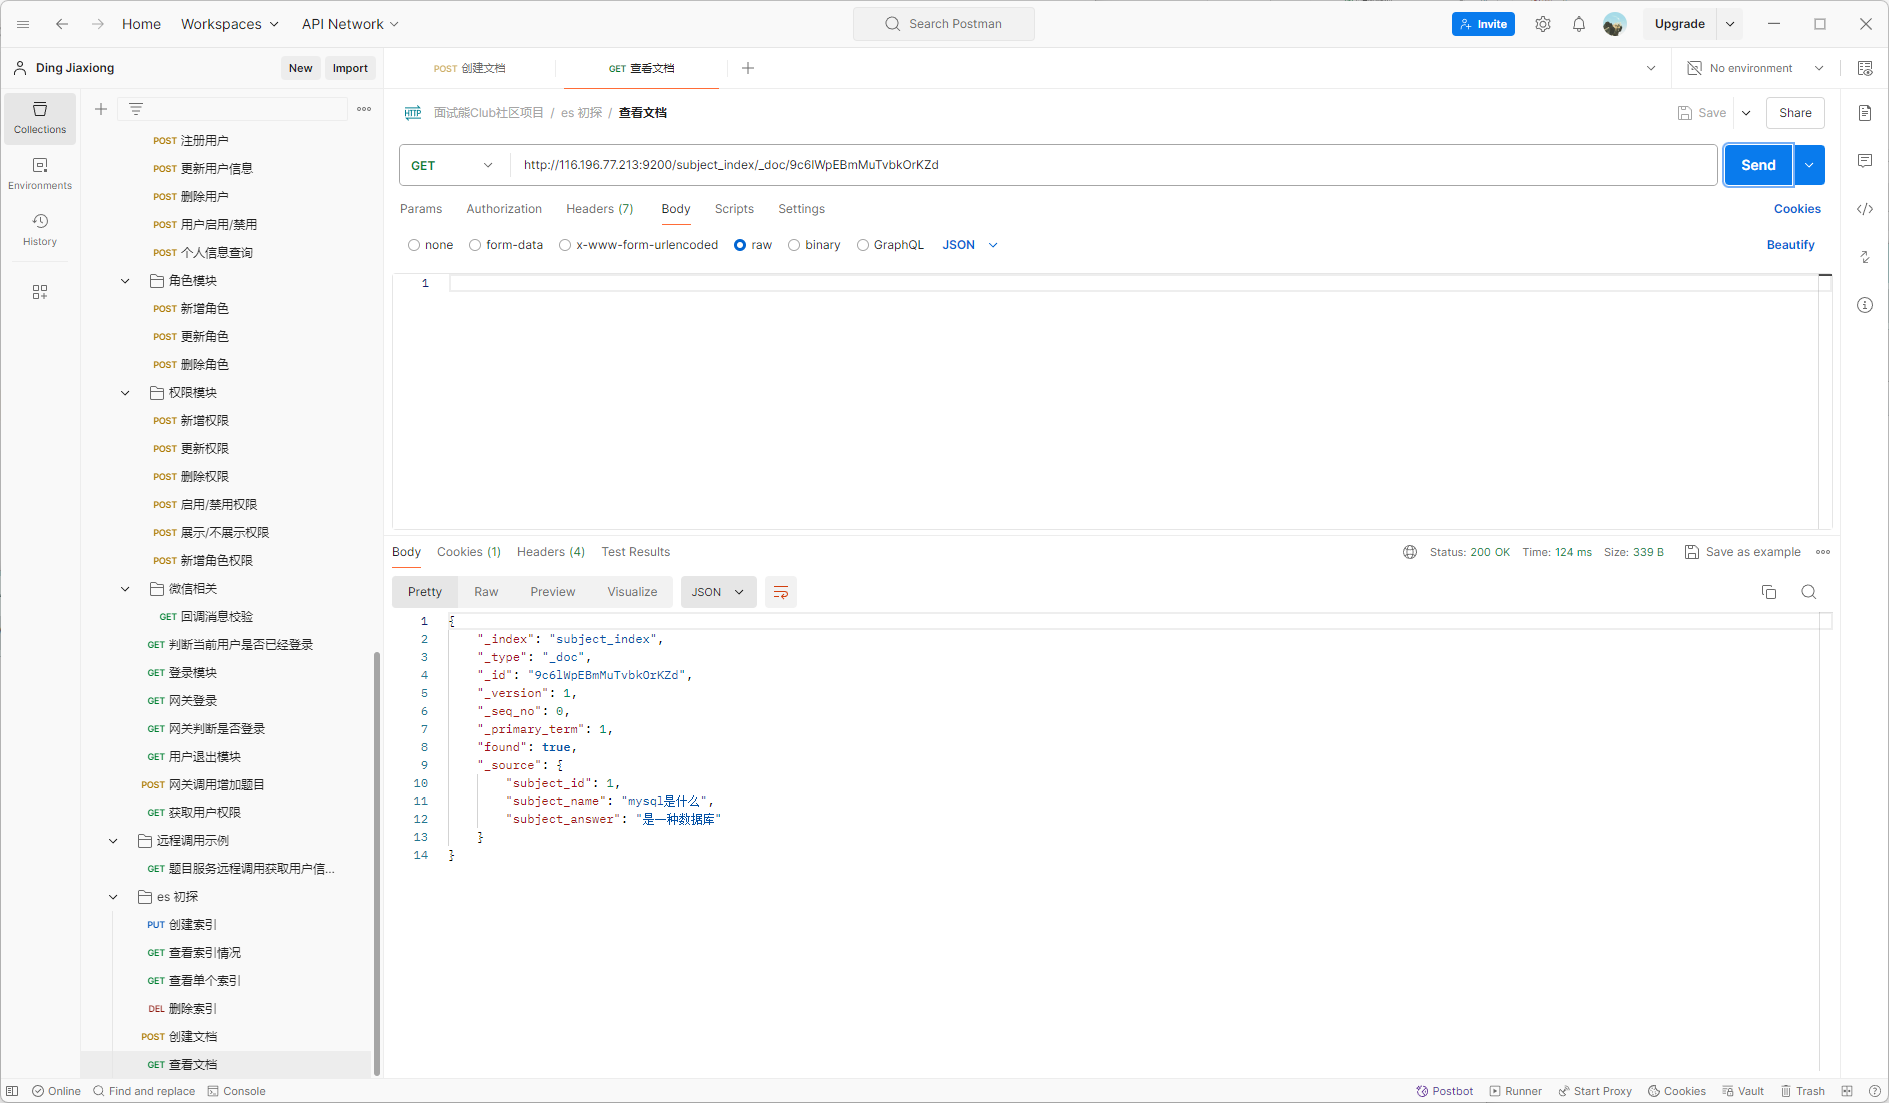 Home Workspaces API Network Search Postman Invite Upgrade
Ding Jiaxiong New Import POST 创建文档 GET 查看文档 No environment
Collections
Environments
History
POST 注册用户
POST 更新用户信息
POST 删除用户
POST 用户启用/禁用
POST 个人信息查询
角色模块
POST 新增角色
POST 更新角色
POST 删除角色
权限模块
POST 新增权限
POST 更新权限
POST 删除权限
POST 启用/禁用权限
POST 展示/不展示权限
POST 新增角色权限
微信相关
GET 回调消息校验
GET 判断当前用户是否已经登录
GET 登录模块
GET 网关登录
GET 网关判断是否登录
GET 用户退出模块
POST 网关调用增加题目
GET 获取用户权限
远程调用示例
GET 题目服务远程调用获取用户信...
es 初探
PUT 创建索引
GET 查看索引情况
GET 查看单个索引
DEL 删除索引
POST 创建文档
GET 查看文档
HTTP 面试能Club社区项目 / es 初探 / 查看文档 Save Share
GET http://116.196.77.213:9200/subject_index/_doc/9c6lWpEBmMuTvbkOrKZd Send
Params Authorization Headers (7) Body Scripts Settings Cookies
none form-data x-www-form-urlencoded raw binary GraphQL JSON Beautify
1
Body Cookies (1) Headers (4) Test Results Status: 200 OK Time: 124 ms Size: 339 B Save as example
Pretty Raw Preview Visualize JSON
1 {
2 "_index": "subject_index",
3 "_type": "_doc",
4 "_id": "9c6lWpEBmMuTvbkOrKZd",
5 "_version": 1,
6 "_seq_no": 0,
7 "_primary_term": 1,
8 "found": true,
9 "_source": {
10 "subject_id": 1,
11 "subject_name": "mysql是什么",
12 "subject_answer": "是一种数据库"
13 }
14 }
Online Find and replace Console Postbot Runner Start Proxy Cookies Vault Trash